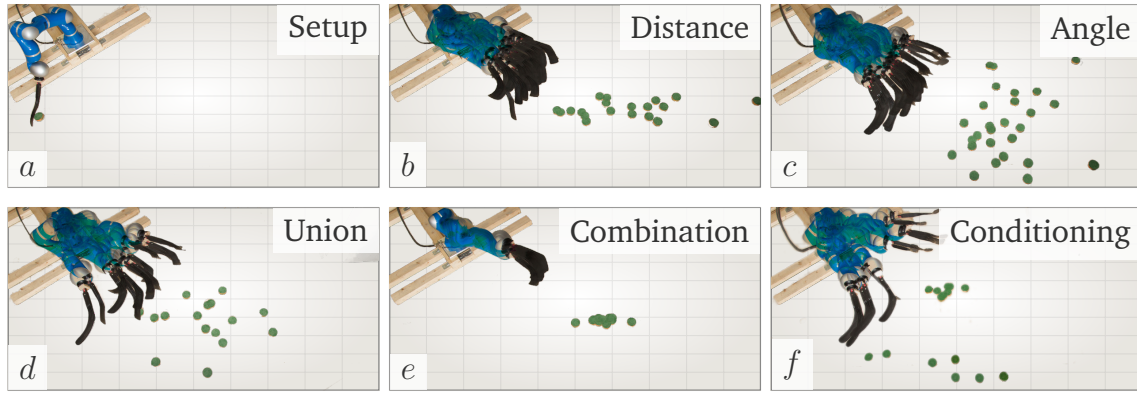 Setup
a
Distance
b
Angle
c
Union
d
Combination
e
Conditioning
f